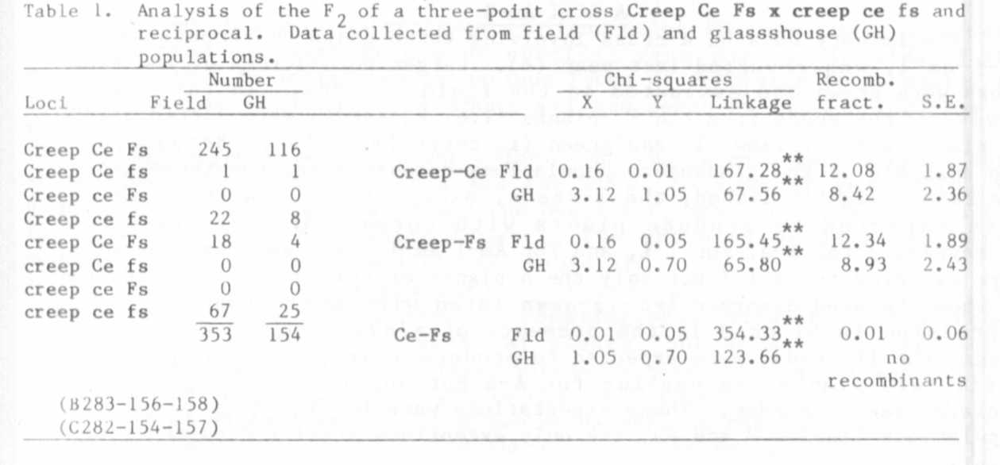 Table 1. Analysis of the F2 of a three-point cross Creep Ce Fs x creep ce fs and
reciprocal. Data collected from field (Fld) and glassshouse (GH)
populations.
Number Chi-squares Recomb.
Loci Field GH X Y Linkage fract. S.E.
Creep Ce Fs 245 116
Creep Ce fs 1 1 Creep-Ce Fld 0.16 0.01 167.28** 12.08 1.87
Creep ce Fs 0 0 GH 3.12 1.05 67.56** 8.42 2.36
Creep ce fs 22 8
creep Ce Fs 18 4 Creep-Fs Fld 0.16 0.05 165.45** 12.34 1.89
creep Ce fs 0 0 GH 3.12 0.70 65.80** 8.93 2.43
creep ce Fs 0 0
creep ce fs 67 25
353 154 Ce-Fs Fld 0.01 0.05 354.33** 0.01 0.06
GH 1.05 0.70 123.66** no
recombinants
(B283-156-158)
(C282-154-157)